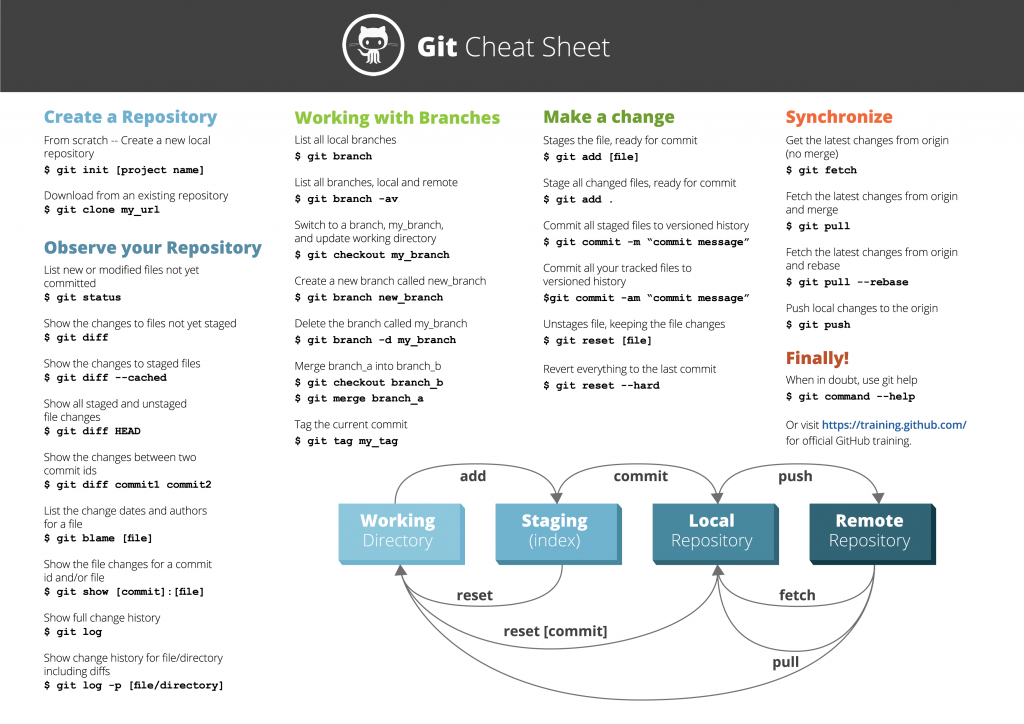 Git Cheat Sheet
Create a Repository
From scratch -- Create a new local
repository
$ git init [project name]
Download from an existing repository
$ git clone my_url
Observe your Repository
List new or modified files not yet
committed
$ git status
Show the changes to files not yet staged
$ git diff
Show the changes to staged files
$ git diff --cached
Show all staged and unstaged
file changes
$ git diff HEAD
Show the changes between two
commit ids
$ git diff commit1 commit2
List the change dates and authors
for a file
$ git blame [file]
Show the file changes for a commit
id and/or file
$ git show [commit]:[file]
Show full change history
$ git log
Show change history for file/directory
including diffs
$ git log -p [file/directory]
Working with Branches
List all local branches
$ git branch
List all branches, local and remote
$ git branch -av
Switch to a branch, my_branch,
and update working directory
$ git checkout my_branch
Create a new branch called new_branch
$ git branch new_branch
Delete the branch called my_branch
$ git branch -d my_branch
Merge branch_a into branch_b
$ git checkout branch_b
$ git merge branch_a
Tag the current commit
$ git tag my_tag
Make a change
Stages the file, ready for commit
$ git add [file]
Stage all changed files, ready for commit
$ git add .
Commit all staged files to versioned history
$ git commit -m “commit message”
Commit all your tracked files to
versioned history
$git commit -am “commit message”
Unstages file, keeping the file changes
$ git reset [file]
Revert everything to the last commit
$ git reset --hard
Synchronize
Get the latest changes from origin
(no merge)
$ git fetch
Fetch the latest changes from origin
and merge
$ git pull
Fetch the latest changes from origin
and rebase
$ git pull --rebase
Push local changes to the origin
$ git push
Finally!
When in doubt, use git help
$ git command --help
Or visit https://training.github.com/
for official GitHub training.
add
commit
push
Working
Directory
Staging
(index)
Local
Repository
Remote
Repository
reset
fetch
reset [commit]
pull